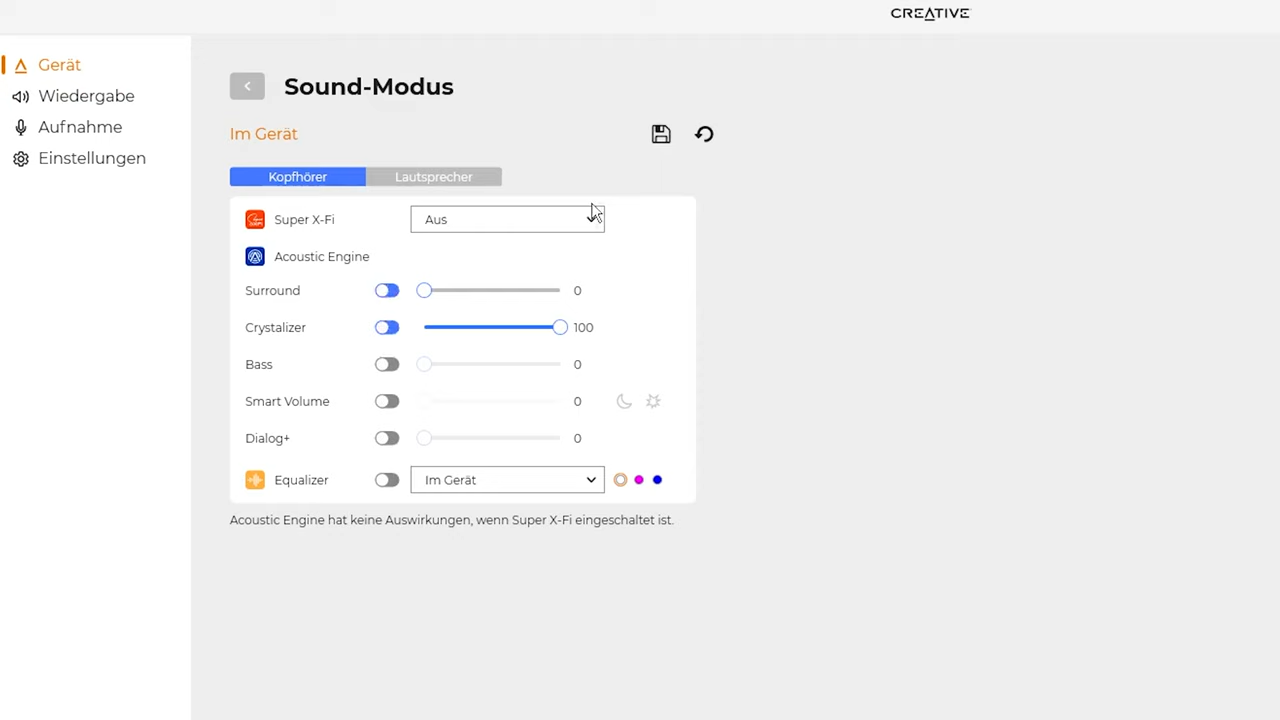 CREATIVE
Gerät
Wiedergabe
Aufnahme
Einstellungen
Sound-Modus
Im Gerät
Kopfhörer Lautsprecher
Super X-Fi Aus
Acoustic Engine
Surround 0
Crystalizer 100
Bass 0
Smart Volume 0
Dialog+ 0
Equalizer Im Gerät
Acoustic Engine hat keine Auswirkungen, wenn Super X-Fi eingeschaltet ist.